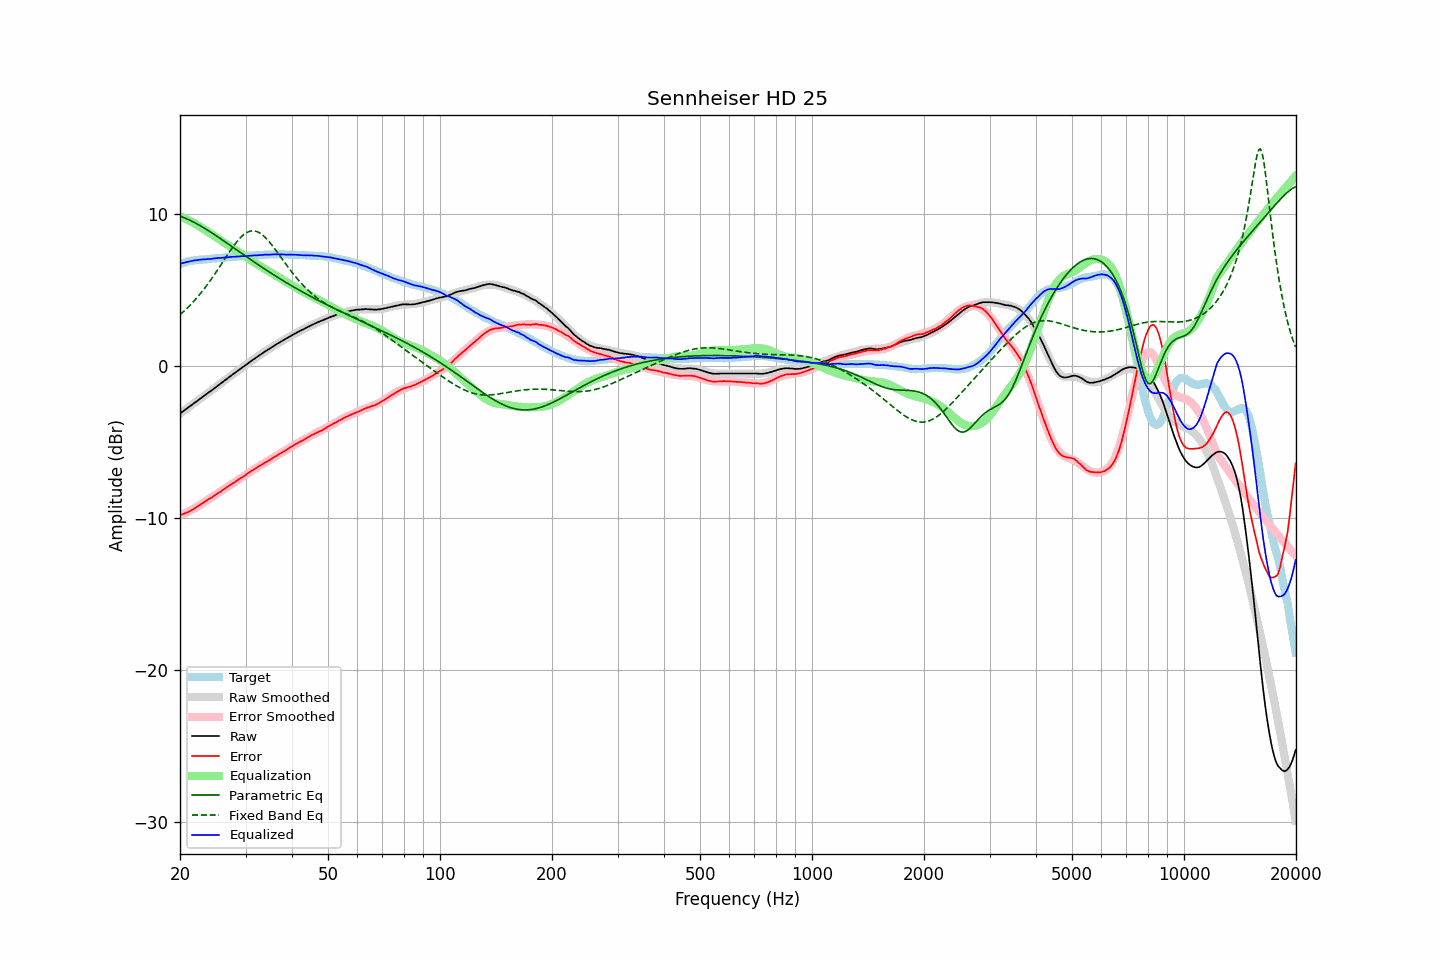 Sennheiser HD 25
Amplitude (dBr)
10
0
−10
−20
−30
Target
Raw Smoothed
Error Smoothed
Raw
Error
Equalization
Parametric Eq
Fixed Band Eq
Equalized
20 50 100 200 500 1000 2000 5000 10000 20000
Frequency (Hz)